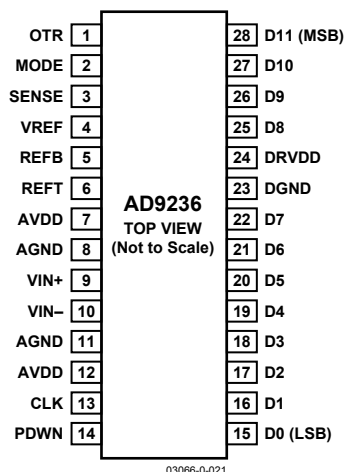 OTR 1 28 D11 (MSB)
MODE 2 27 D10
SENSE 3 26 D9
VREF 4 25 D8
REFB 5 24 DRVDD
REFT 6 23 DGND
AVDD 7 22 D7
AGND 8 21 D6
VIN+ 9 20 D5
VIN– 10 19 D4
AGND 11 18 D3
AVDD 12 17 D2
CLK 13 16 D1
PDWN 14 15 D0 (LSB)
AD9236
TOP VIEW
(Not to Scale)
03066-0-021